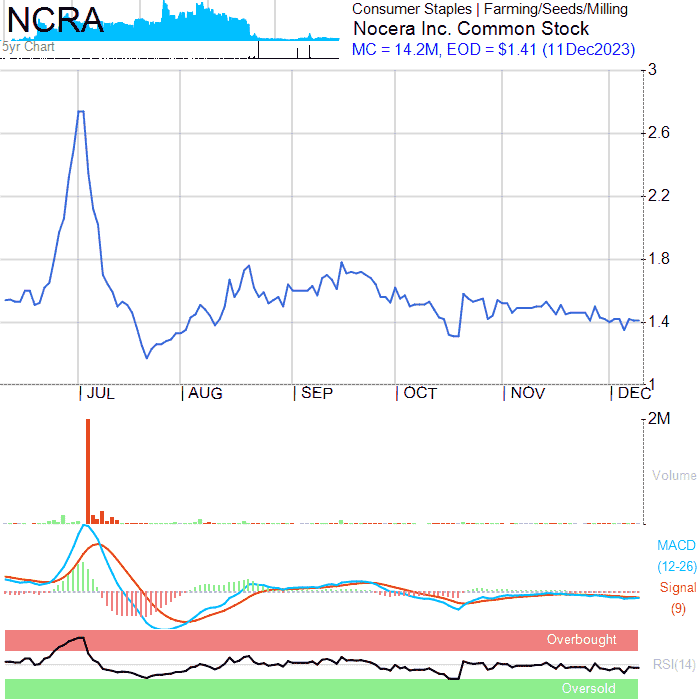 NCRA
5yr Chart
Consumer Staples | Farming/Seeds/Milling
Nocera Inc. Common Stock
MC = 14.2M, EOD = $1.41 (11Dec2023)
3
2.6
2.2
1.8
1.4
1
JUL AUG SEP OCT NOV DEC
2M
Volume
MACD
(12-26)
Signal
(9)
Overbought
RSI(14)
Oversold